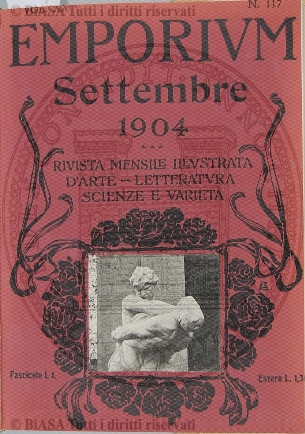 © BiASA Tutti i diritti riservati
N. 117
EMPORIVM
Settembre
1904
RIVISTA MENSILE ILLVSTRATA
D'ARTE - LETTERATVRA
SCIENZE E VARIETÀ
Fascicolo L 1.
Estero L. 1,3
© BiASA Tutti i diritti riservati